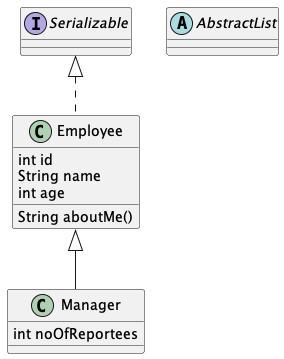 I Serializable
A AbstractList
C Employee
int id
String name
int age
String aboutMe()
C Manager
int noOfReportees